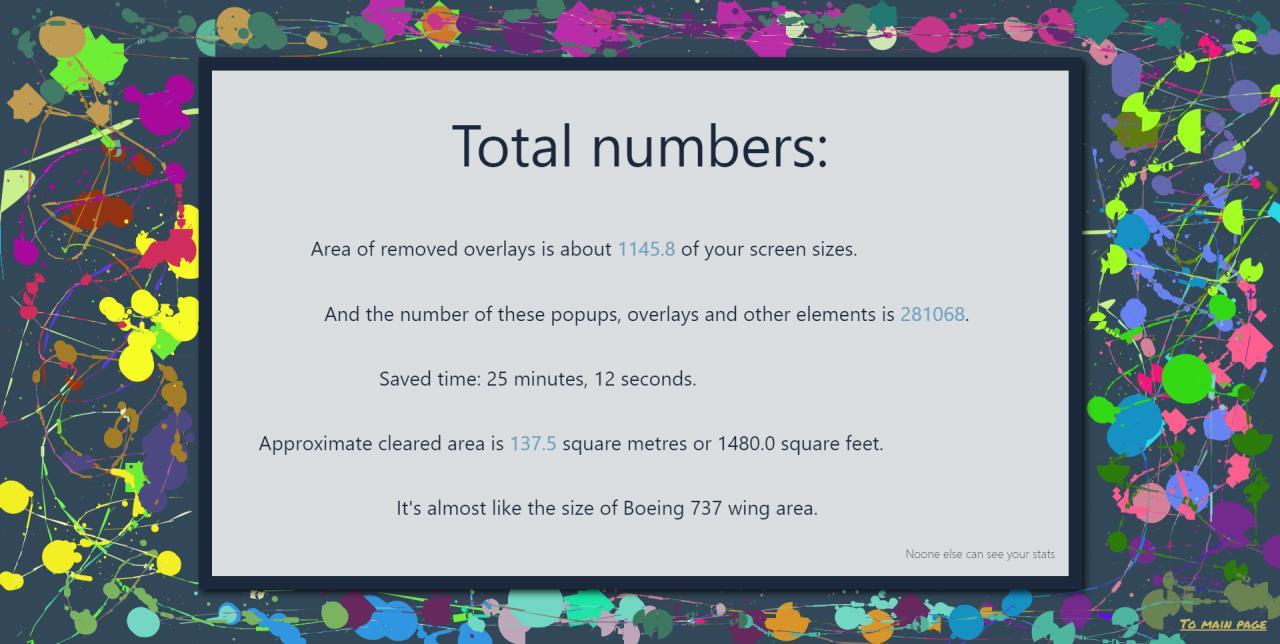 Total numbers:
Area of removed overlays is about 1145.8 of your screen sizes.
And the number of these popups, overlays and other elements is 281068.
Saved time: 25 minutes, 12 seconds.
Approximate cleared area is 137.5 square metres or 1480.0 square feet.
It's almost like the size of Boeing 737 wing area.
Noone else can see your stats
To main page